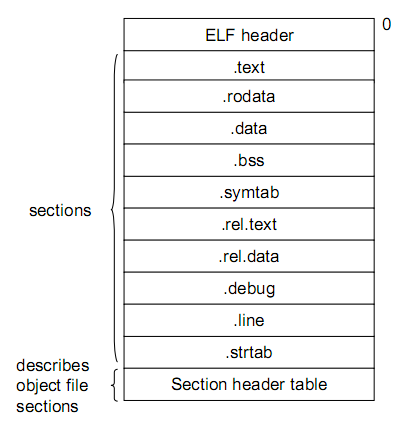 0
ELF header
.text
.rodata
.data
.bss
sections
.symtab
.rel.text
.rel.data
.debug
.line
.strtab
describes
object file
sections
Section header table